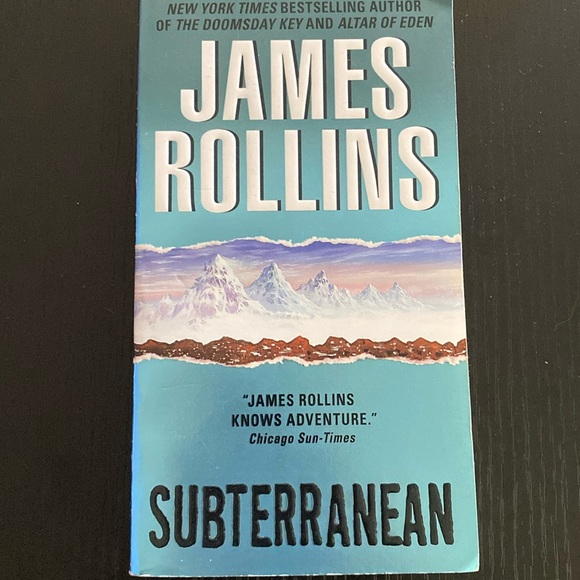 NEW YORK TIMES BESTSELLING AUTHOR
OF THE DOOMSDAY KEY AND ALTAR OF EDEN
JAMES
ROLLINS
"JAMES ROLLINS
KNOWS ADVENTURE."
Chicago Sun-Times
SUBTERRANEAN